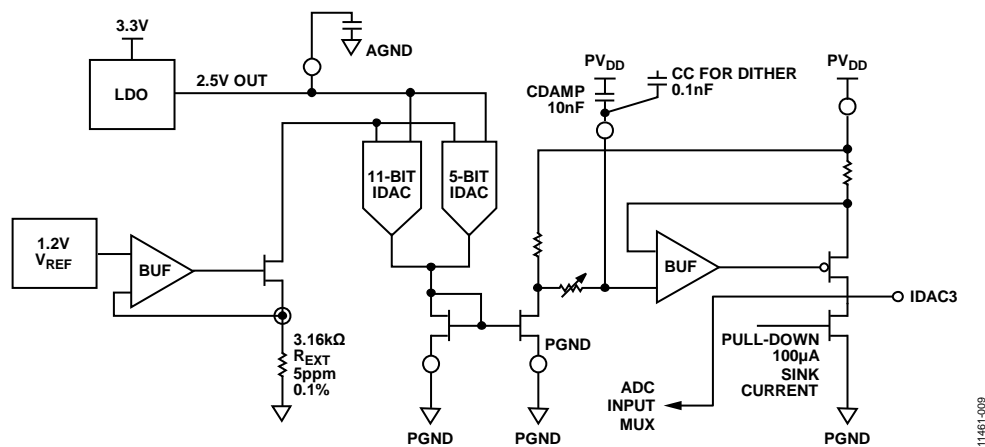 3.3V
LDO
2.5V OUT
AGND
PVDD
CDAMP
10nF
CC FOR DITHER
0.1nF
PVDD
11-BIT
IDAC
5-BIT
IDAC
1.2V
VREF
BUF
BUF
IDAC3
3.16kΩ
REXT
5ppm
0.1%
PGND
PULL-DOWN
100µA
SINK
CURRENT
ADC
INPUT
MUX
PGND
PGND
PGND
11461-009